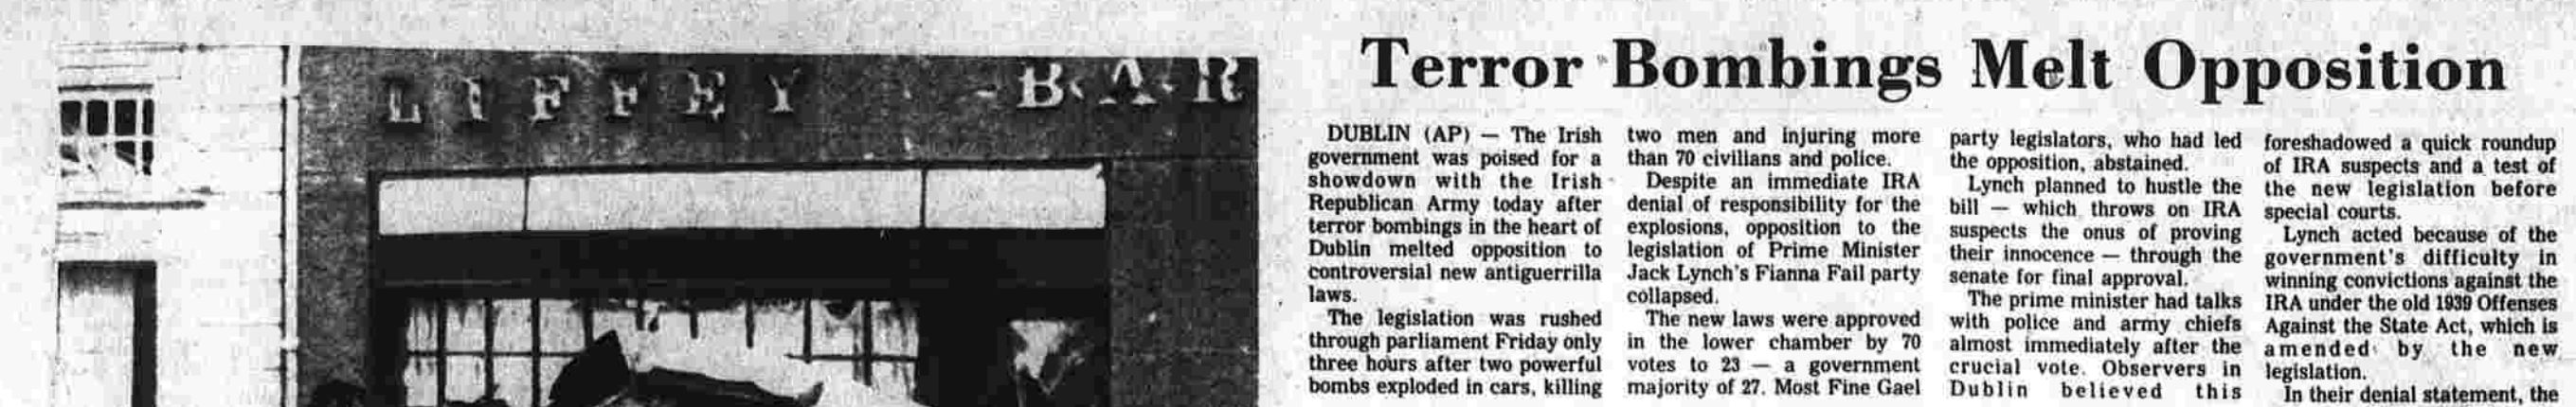 LIFFEY BAR
Terror Bombings Melt Opposition
DUBLIN (AP) — The Irish
government was poised for a
showdown with the Irish
Republican Army today after
terror bombings in the heart of
Dublin melted opposition to
controversial new antiguerrilla
laws.
The legislation was rushed
through parliament Friday only
three hours after two powerful
bombs exploded in cars, killing
two men and injuring more
than 70 civilians and police.
Despite an immediate IRA
denial of responsibility for the
explosions, opposition to the
legislation of Prime Minister
Jack Lynch's Fianna Fail party
collapsed.
The new laws were approved
in the lower chamber by 70
votes to 23 — a government
majority of 27. Most Fine Gael
party legislators, who had led
the opposition, abstained.
Lynch planned to hustle the
bill — which throws on IRA
suspects the onus of proving
their innocence — through the
senate for final approval.
The prime minister had talks
with police and army chiefs
almost immediately after the
crucial vote. Observers in
Dublin believed this
foreshadowed a quick roundup
of IRA suspects and a test of
the new legislation before
special courts.
Lynch acted because of the
government's difficulty in
winning convictions against the
IRA under the old 1939 Offenses
Against the State Act, which is
amended by the new
legislation.
In their denial statement, the